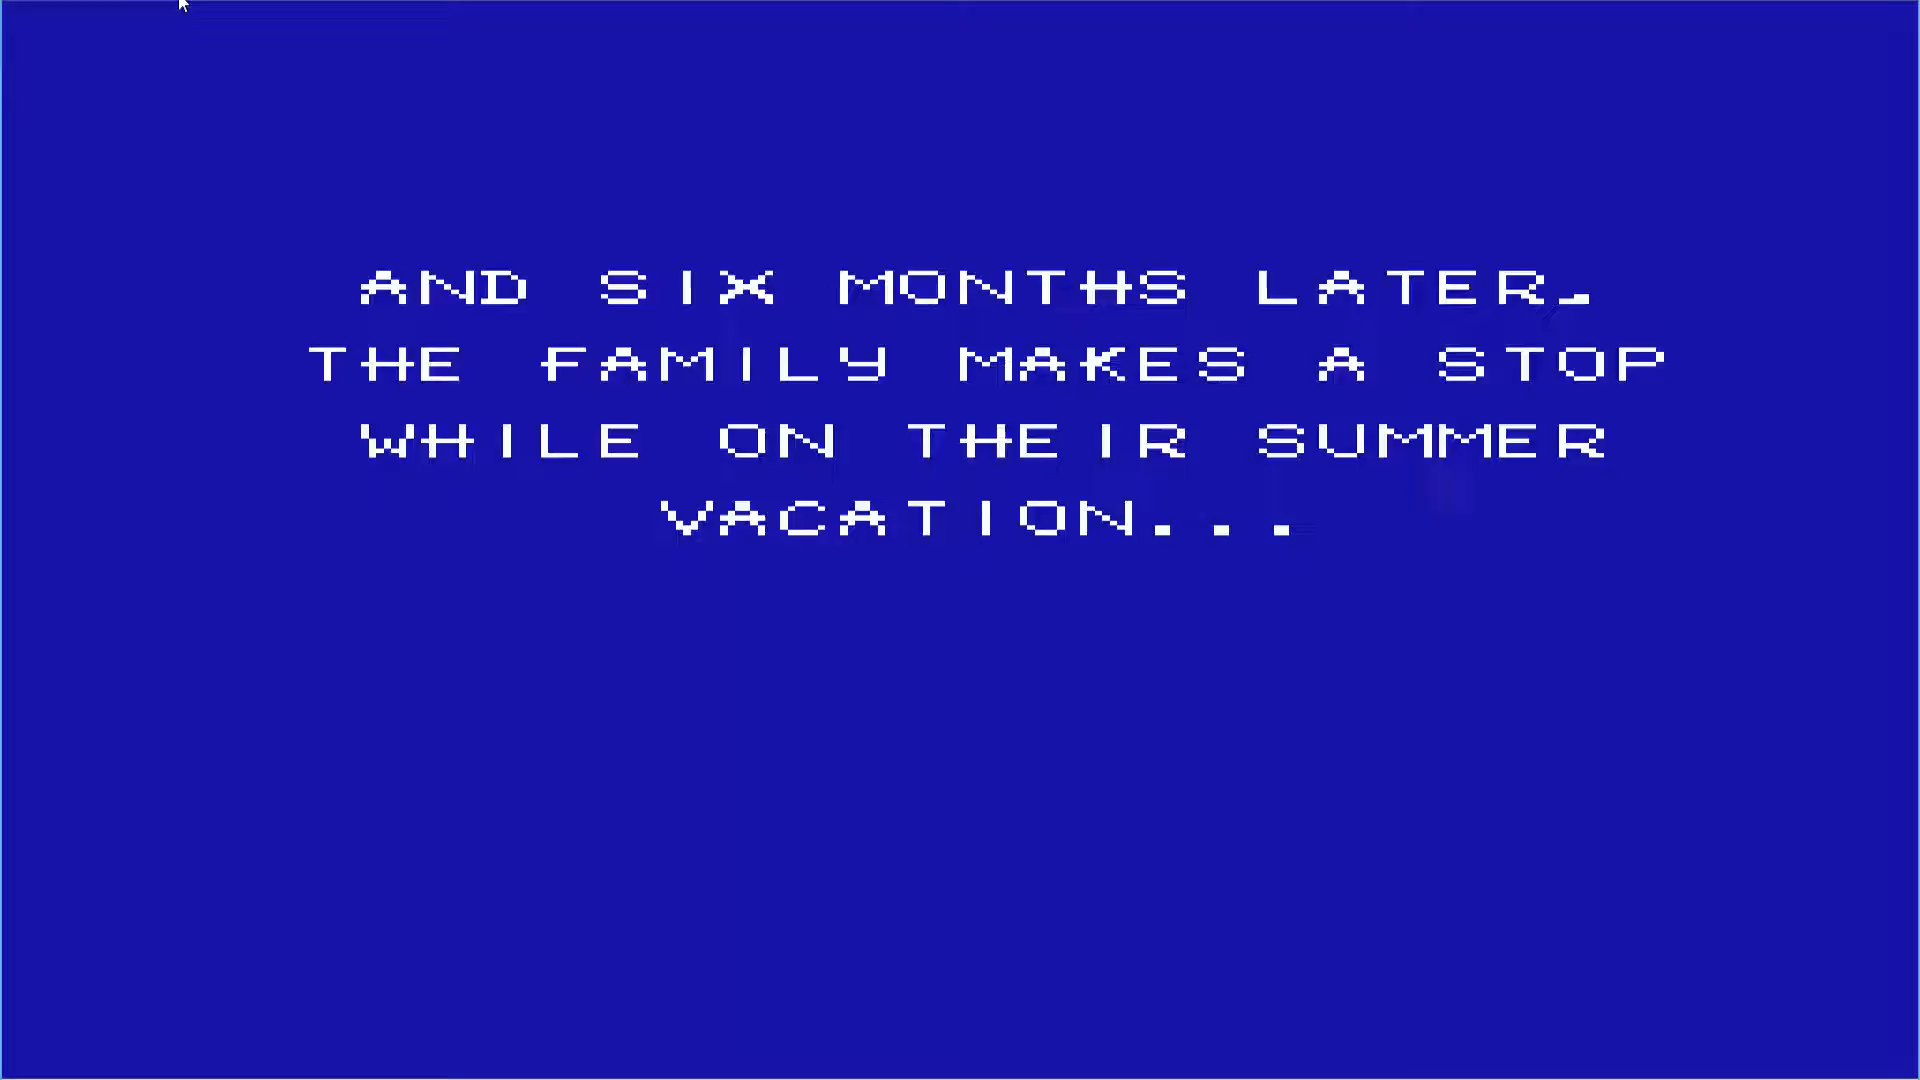 AND SIX MONTHS LATER,
THE FAMILY MAKES A STOP
WHILE ON THEIR SUMMER
VACATION...